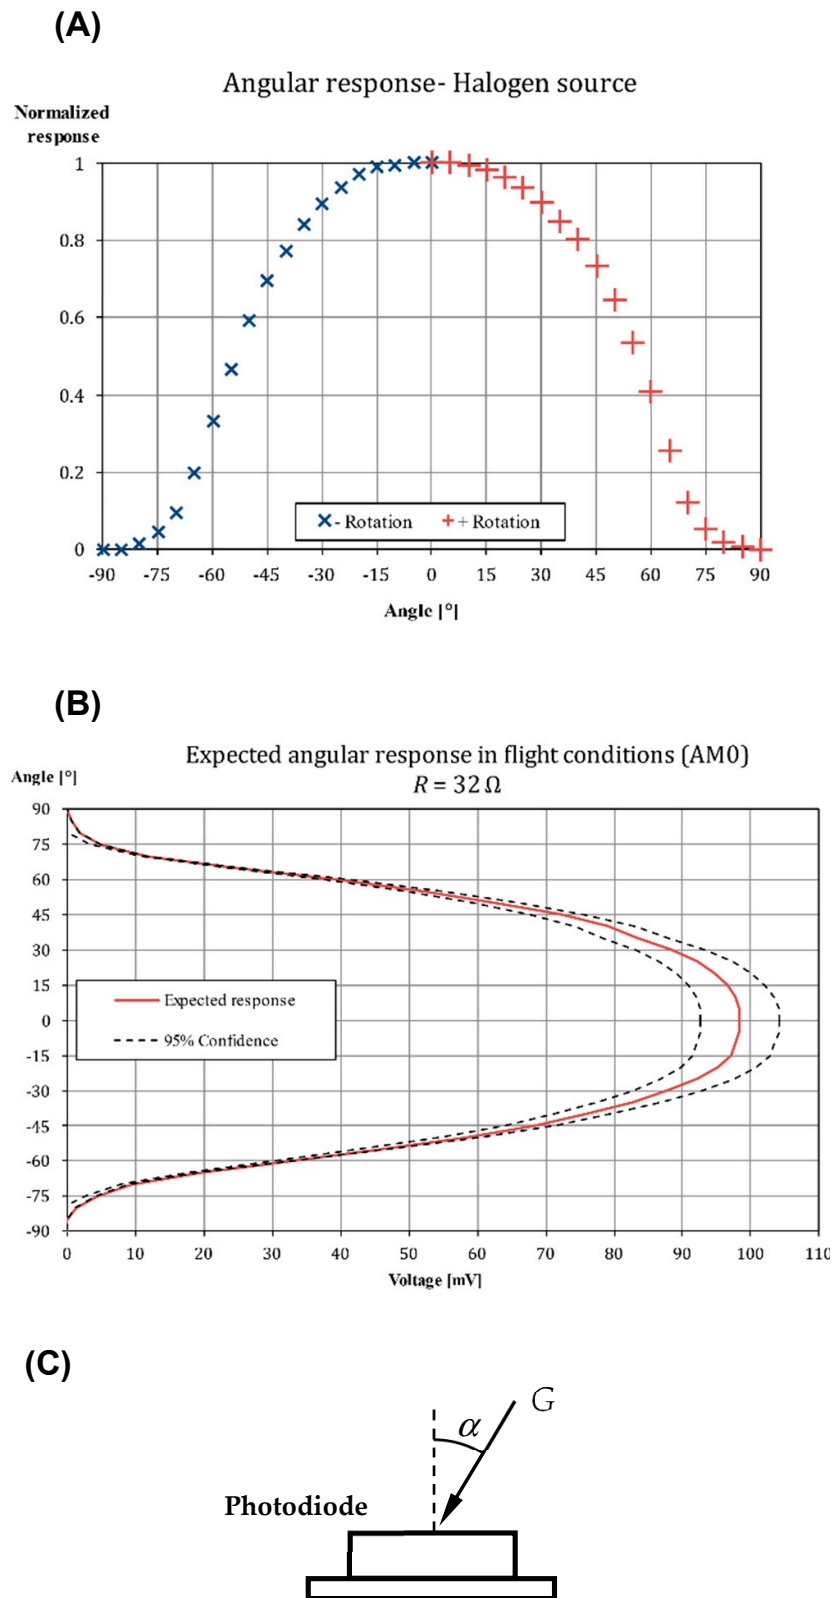 (A)
Angular response- Halogen source
Normalized
response
1
0.8
0.6
0.4
0.2
0
- Rotation + Rotation
-90 -75 -60 -45 -30 -15 0 15 30 45 60 75 90
Angle [°]
(B)
Expected angular response in flight conditions (AM0)
R = 32 Ω
Angle [°]
90
75
60
45
30
15
0
-15
-30
-45
-60
-75
-90
Expected response
95% Confidence
0 10 20 30 40 50 60 70 80 90 100 110
Voltage [mV]
(C)
G
α
Photodiode